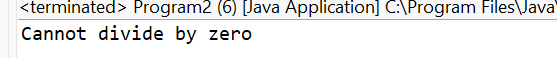 <terminated> Program2 (6) [Java Application] C:\Program Files\Java\
Cannot divide by zero